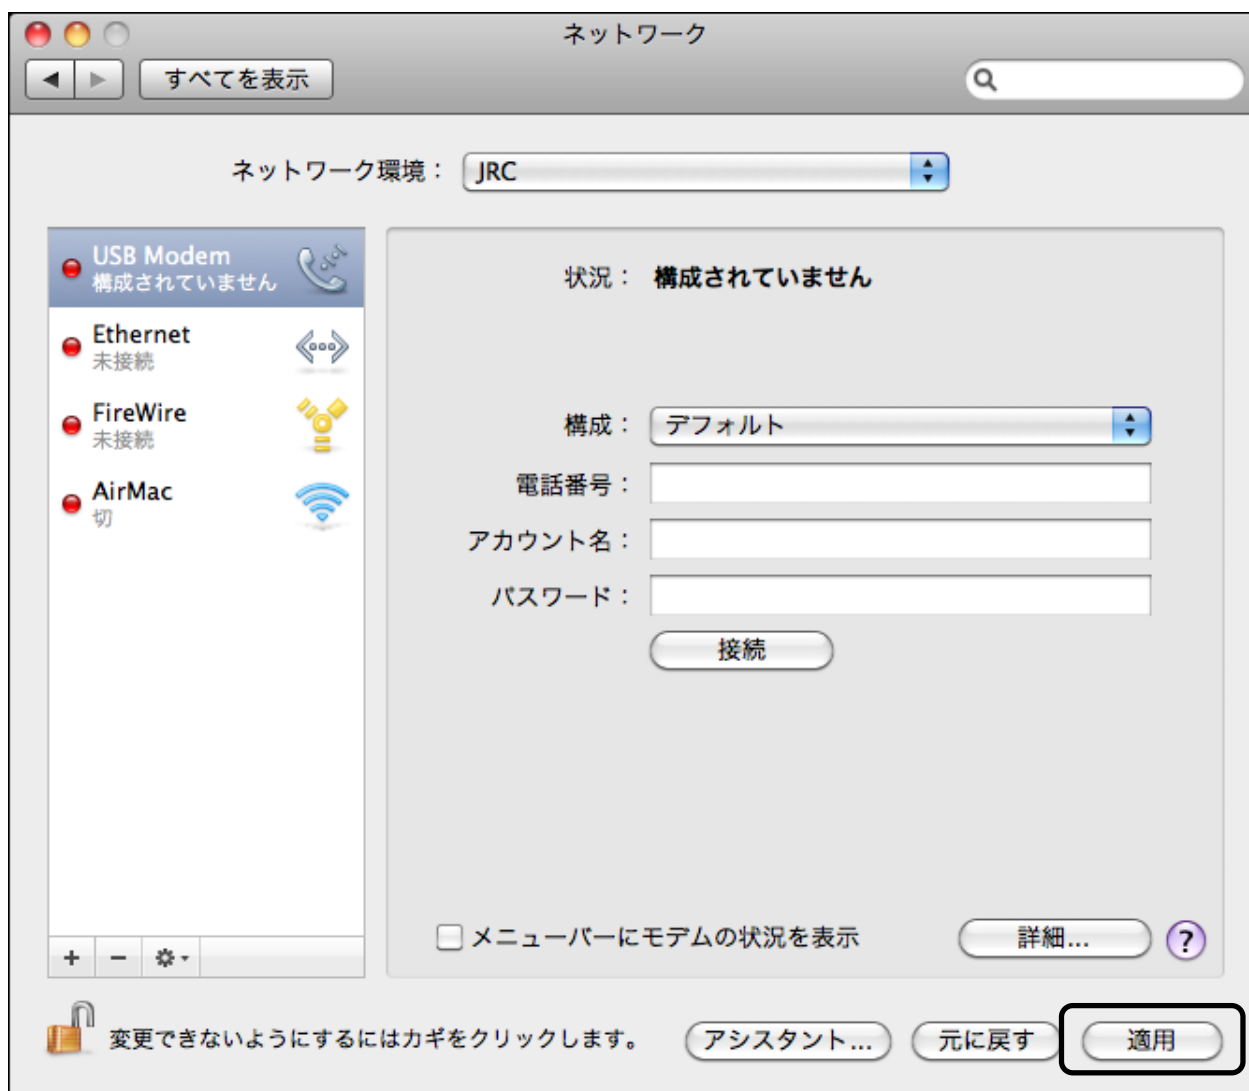 ネットワーク
すべてを表示
ネットワーク環境： JRC
USB Modem
構成されていません
Ethernet
未接続
FireWire
未接続
AirMac
切
状況： 構成されていません
構成： デフォルト
電話番号：
アカウント名：
パスワード：
接続
メニューバーにモデムの状況を表示
詳細... ?
変更できないようにするにはカギをクリックします。
アシスタント... 元に戻す 適用